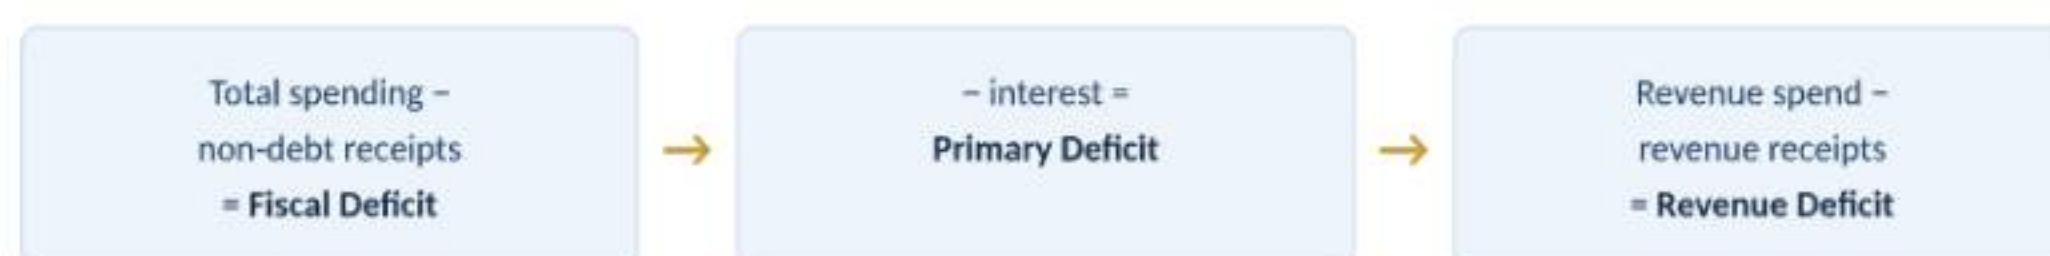 Total spending –
non-debt receipts
= Fiscal Deficit
→
– interest =
Primary Deficit
→
Revenue spend –
revenue receipts
= Revenue Deficit